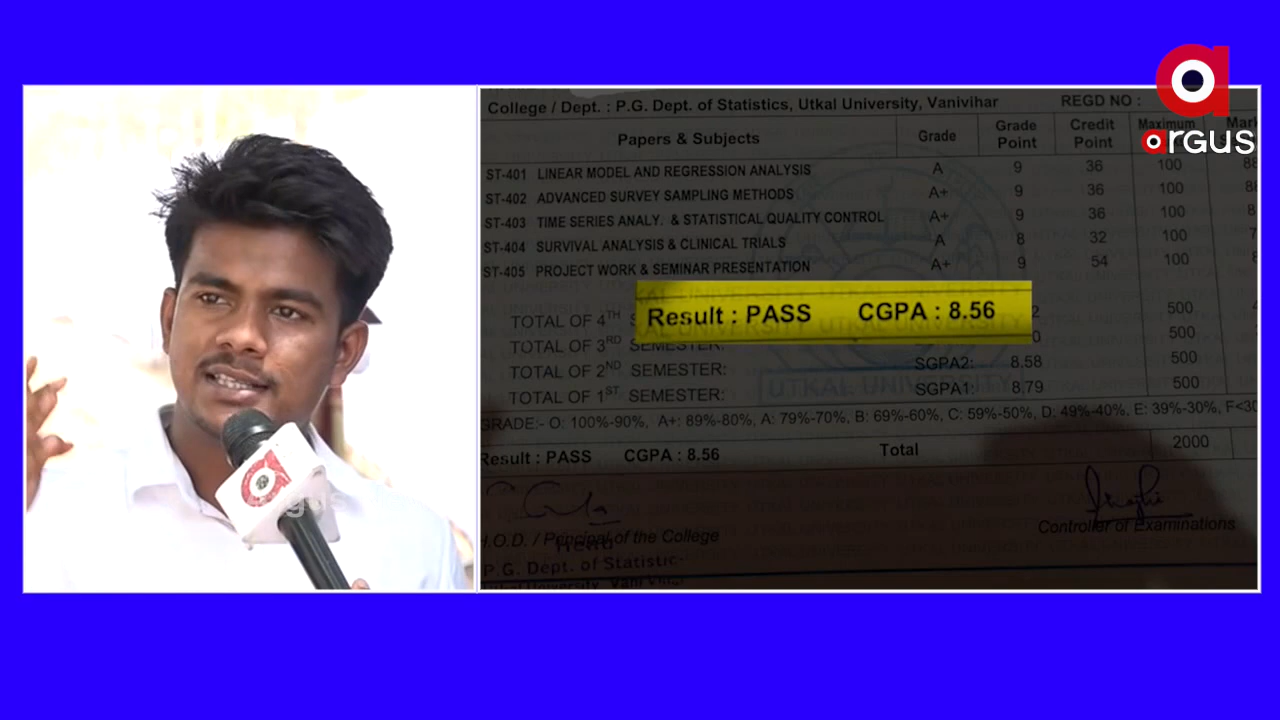 argus
College / Dept. : P.G. Dept. of Statistics, Utkal University, Vanivihar REGD NO :
Papers & Subjects Grade Grade Point Credit Point Maximum
ST-401 LINEAR MODEL AND REGRESSION ANALYSIS A 9 36 100
ST-402 ADVANCED SURVEY SAMPLING METHODS A+ 9 36 100
ST-403 TIME SERIES ANALY. & STATISTICAL QUALITY CONTROL A+ 9 36 100
ST-404 SURVIVAL ANALYSIS & CLINICAL TRIALS A 8 32 100
ST-405 PROJECT WORK & SEMINAR PRESENTATION A+ 9 54 100
Result : PASS CGPA : 8.56
TOTAL OF 4TH 500
TOTAL OF 3RD SEMESTER: 500
TOTAL OF 2ND SEMESTER: SGPA2: 8.58 500
TOTAL OF 1ST SEMESTER: SGPA1: 8.79 500
UTKAL UNIVERSITY
GRADE:- O: 100%-90%, A+: 89%-80%, A: 79%-70%, B: 69%-60%, C: 59%-50%, D: 49%-40%, E: 39%-30%, F<30
Result : PASS CGPA : 8.56 Total 2000
H.O.D. / Principal of the College Controller of Examinations
Head
P.G. Dept. of Statistic
University, Vani